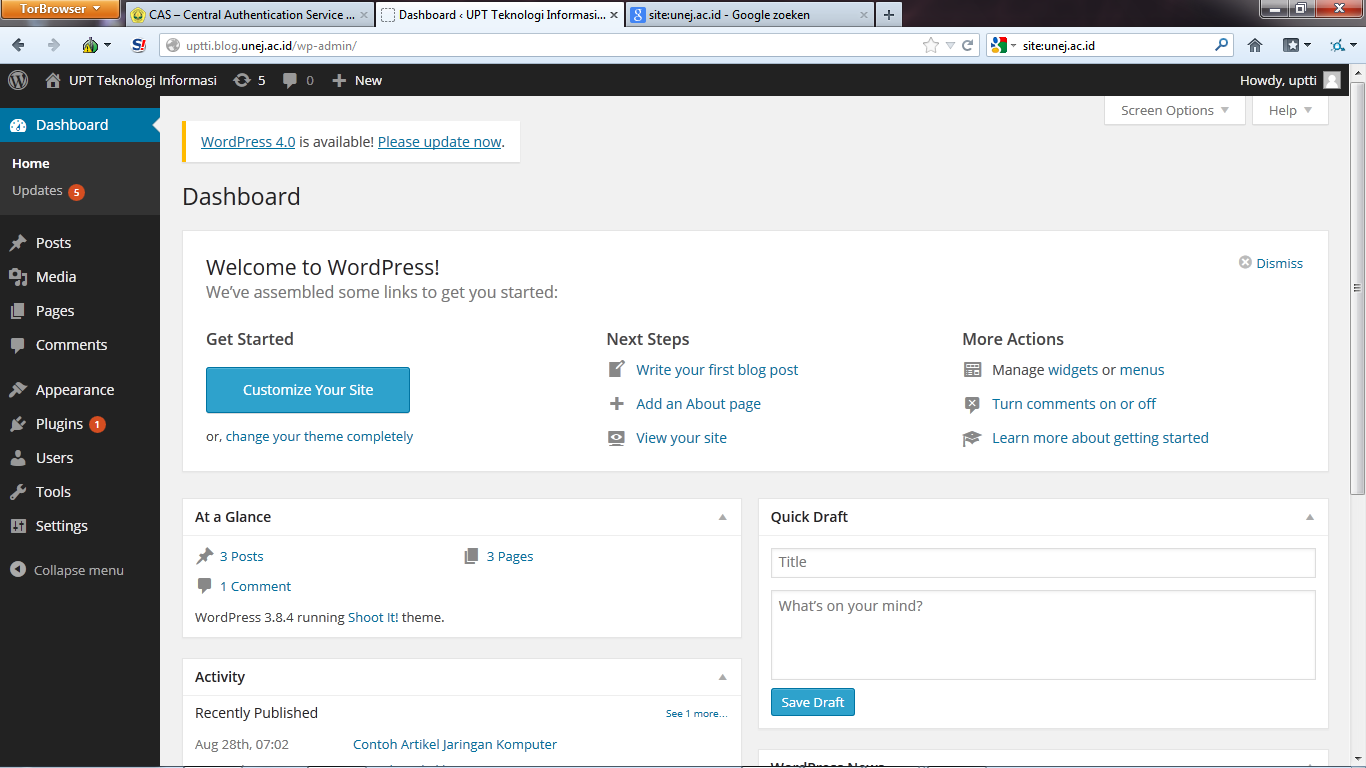 TorBrowser
CAS – Central Authentication Service ...
Dashboard ‹ UPT Teknologi Informasi...
site:unej.ac.id - Google zoeken
uptti.blog.unej.ac.id/wp-admin/
site:unej.ac.id
UPT Teknologi Informasi 5 0 New
Howdy, uptti
Screen Options
Help
Dashboard
Home
Updates 5
Posts
Media
Pages
Comments
Appearance
Plugins 1
Users
Tools
Settings
Collapse menu
WordPress 4.0 is available! Please update now.
Dashboard
Welcome to WordPress!
We've assembled some links to get you started:
Dismiss
Get Started
Customize Your Site
or, change your theme completely
Next Steps
Write your first blog post
Add an About page
View your site
More Actions
Manage widgets or menus
Turn comments on or off
Learn more about getting started
At a Glance
3 Posts
3 Pages
1 Comment
WordPress 3.8.4 running Shoot It! theme.
Activity
Recently Published
See 1 more...
Aug 28th, 07:02 Contoh Artikel Jaringan Komputer
Quick Draft
Title
What's on your mind?
Save Draft
WordPress News